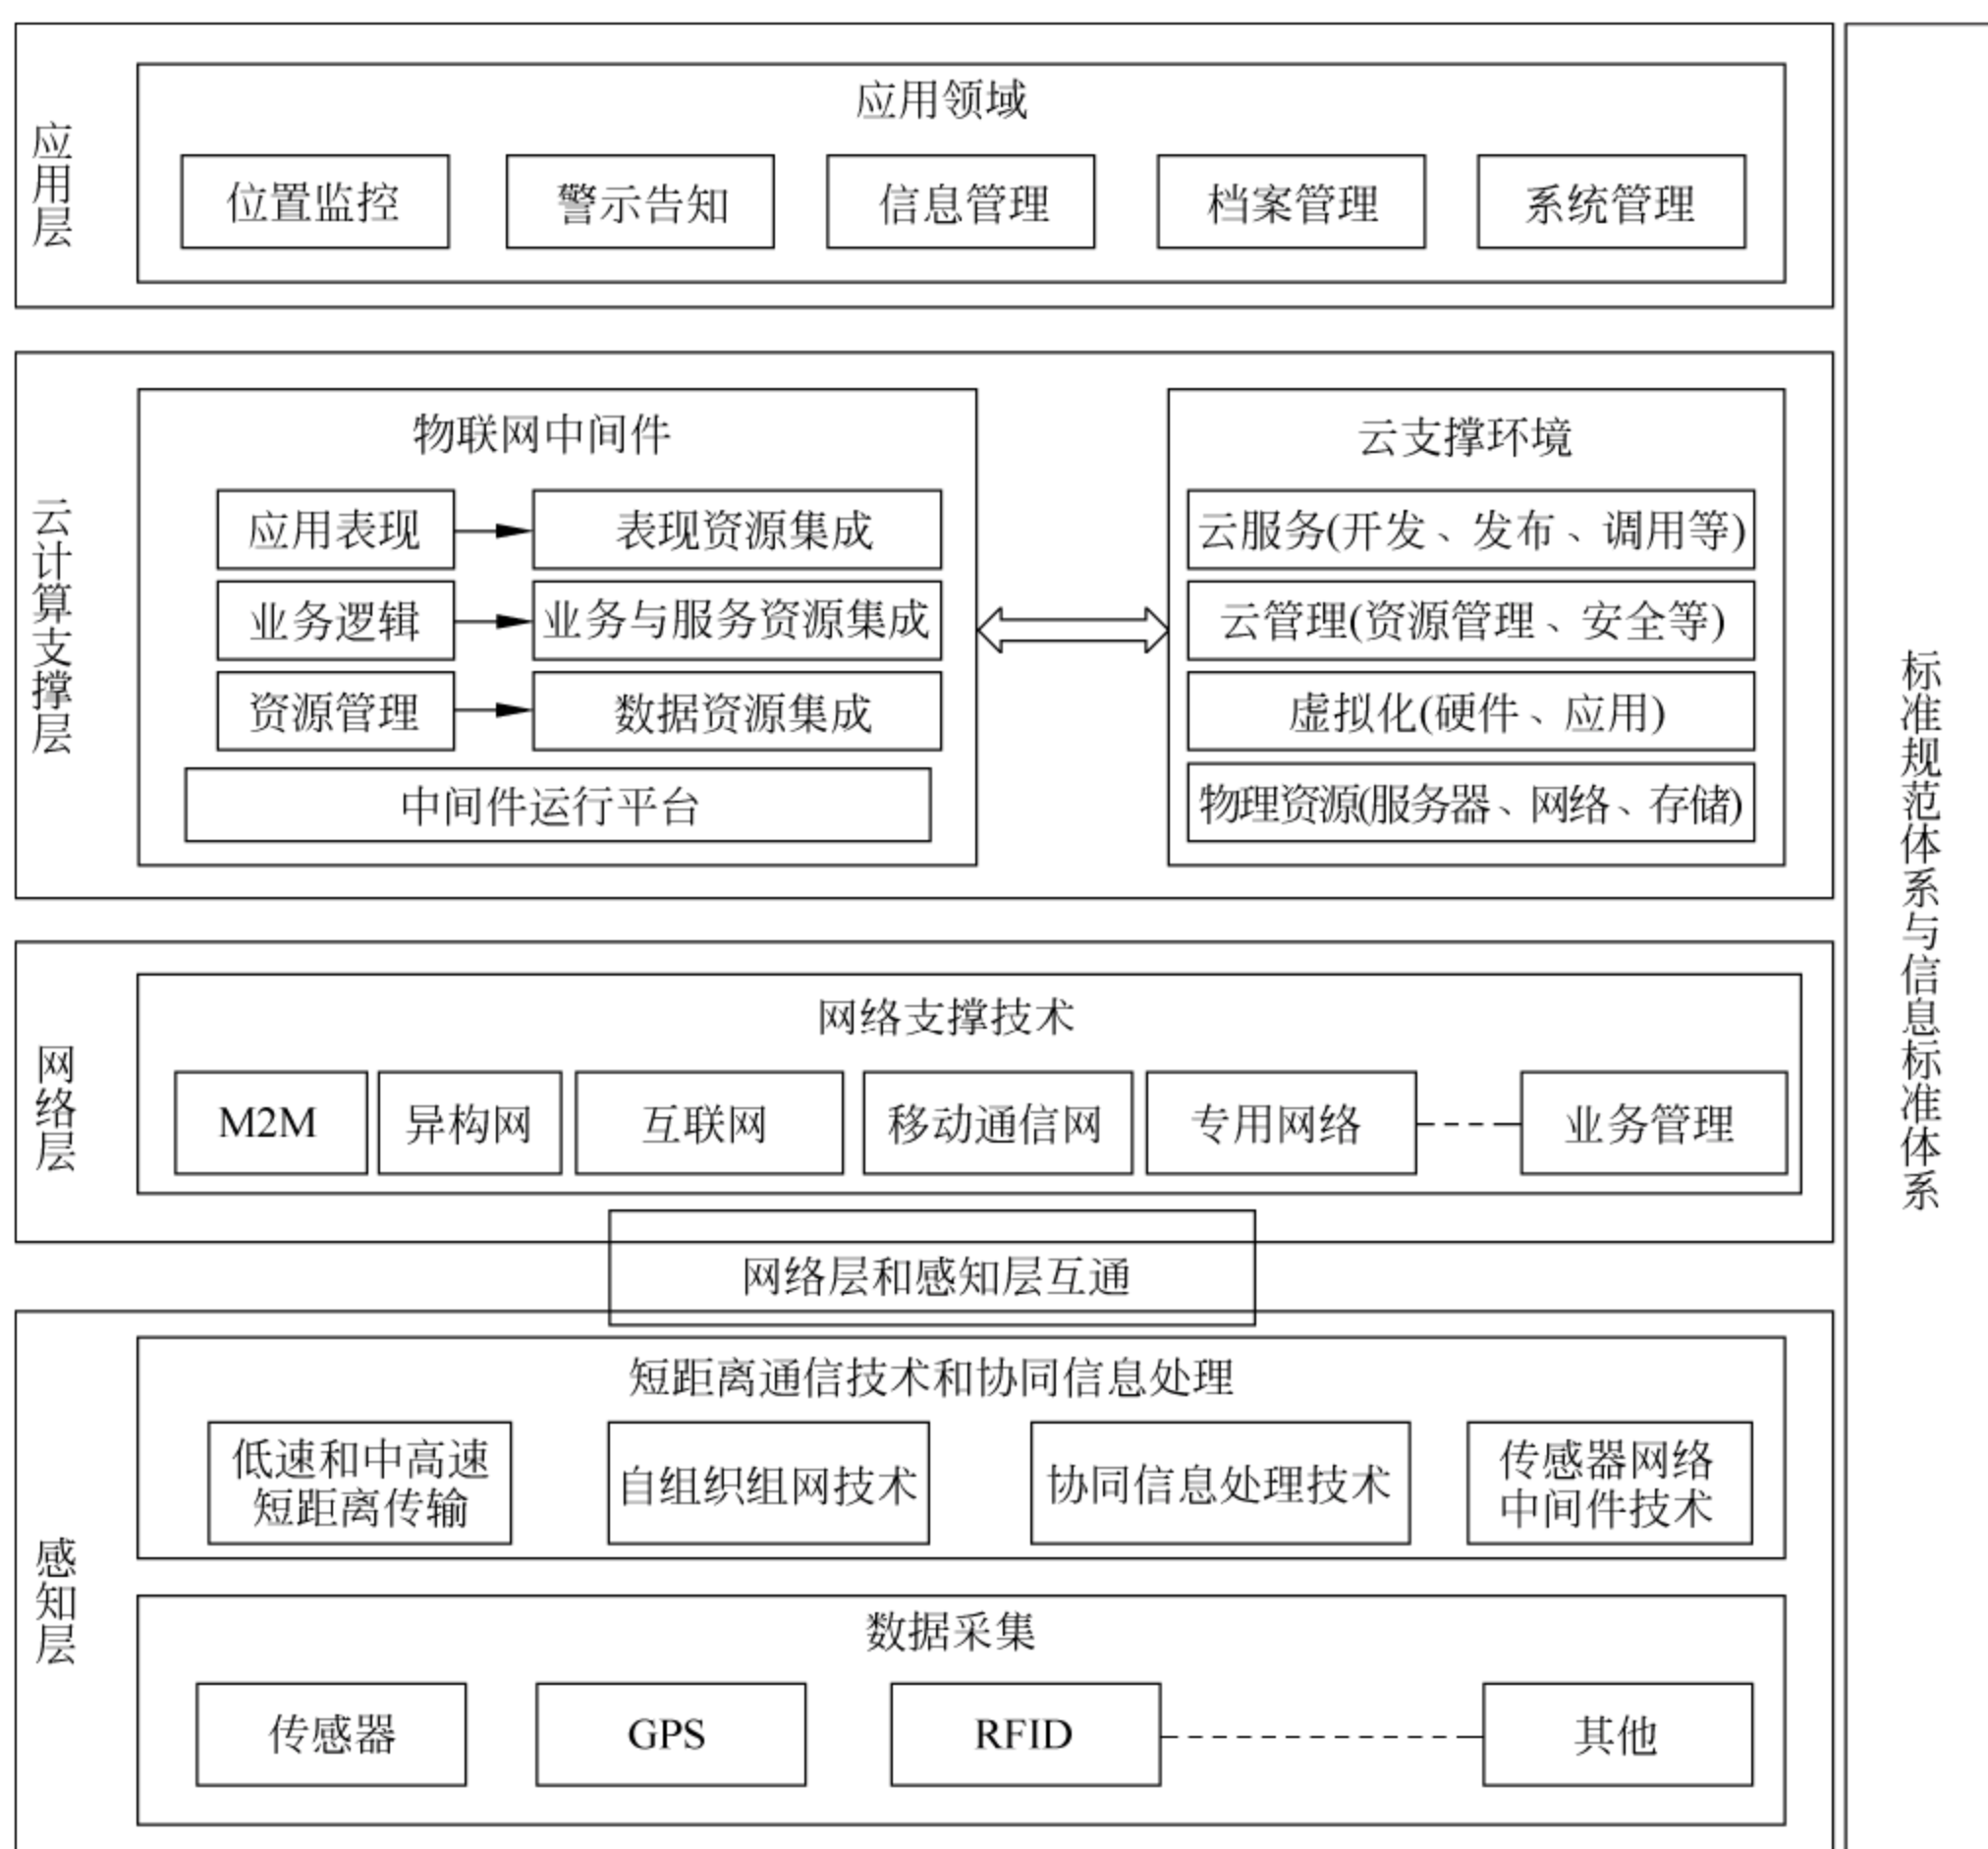 应用层
应用领域
位置监控
警示告知
信息管理
档案管理
系统管理
云计算支撑层
物联网中间件
应用表现
表现资源集成
业务逻辑
业务与服务资源集成
资源管理
数据资源集成
中间件运行平台
云支撑环境
云服务(开发、发布、调用等)
云管理(资源管理、安全等)
虚拟化(硬件、应用)
物理资源(服务器、网络、存储)
网络层
网络支撑技术
M2M
异构网
互联网
移动通信网
专用网络
业务管理
网络层和感知层互通
感知层
短距离通信技术和协同信息处理
低速和中高速
短距离传输
自组织组网技术
协同信息处理技术
传感器网络
中间件技术
数据采集
传感器
GPS
RFID
其他
标准规范体系与信息标准体系